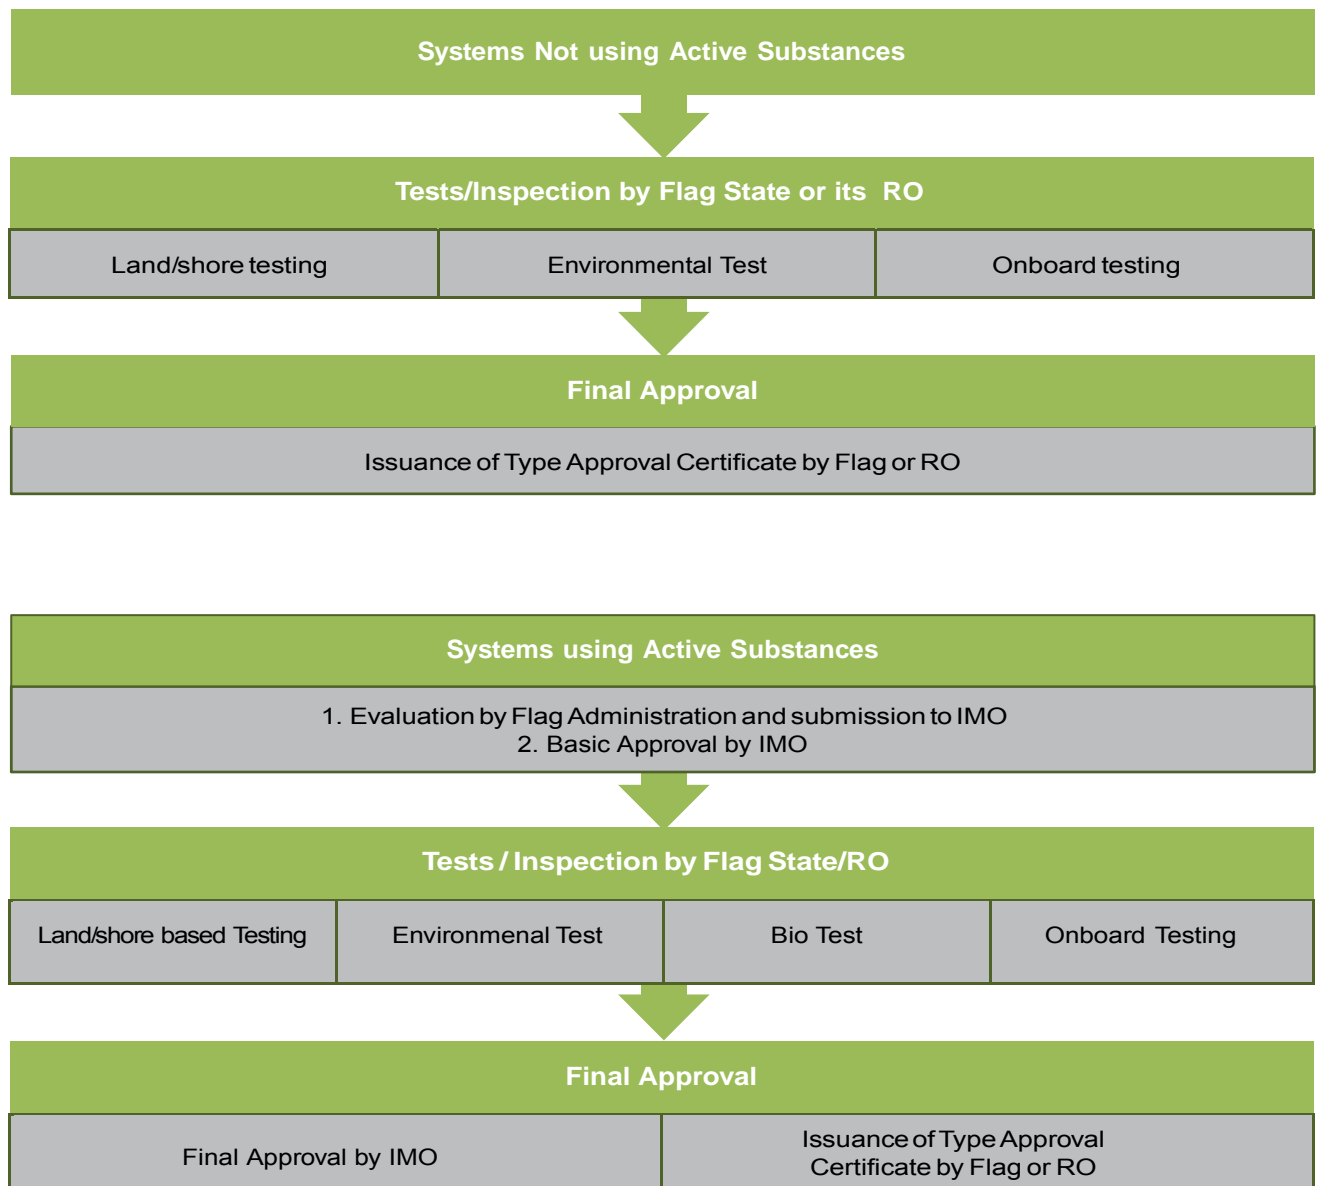 Systems Not using Active Substances
Tests/Inspection by Flag State or its RO
Land/shore testing
Environmental Test
Onboard testing
Final Approval
Issuance of Type Approval Certificate by Flag or RO
Systems using Active Substances
1. Evaluation by Flag Administration and submission to IMO
2. Basic Approval by IMO
Tests / Inspection by Flag State/RO
Land/shore based Testing
Environmenal Test
Bio Test
Onboard Testing
Final Approval
Final Approval by IMO
Issuance of Type Approval
Certificate by Flag or RO